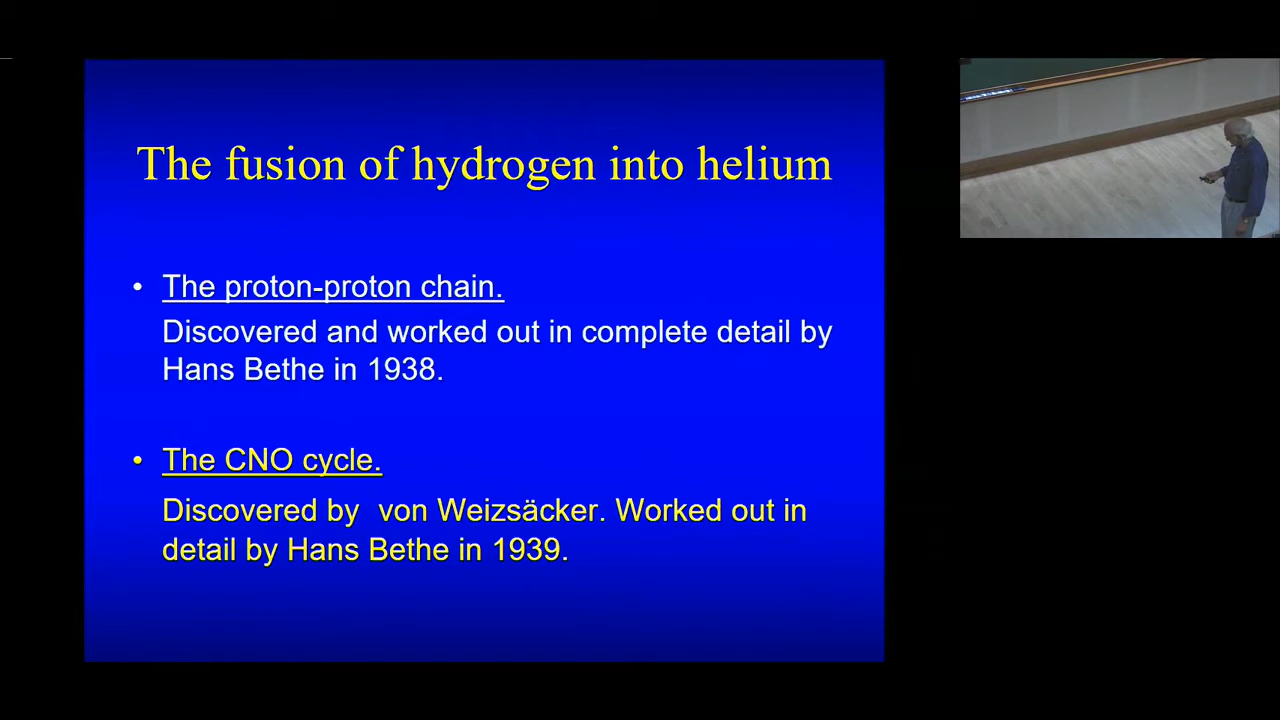 The fusion of hydrogen into helium
• The proton-proton chain.
Discovered and worked out in complete detail by
Hans Bethe in 1938.
• The CNO cycle.
Discovered by von Weizsäcker. Worked out in
detail by Hans Bethe in 1939.